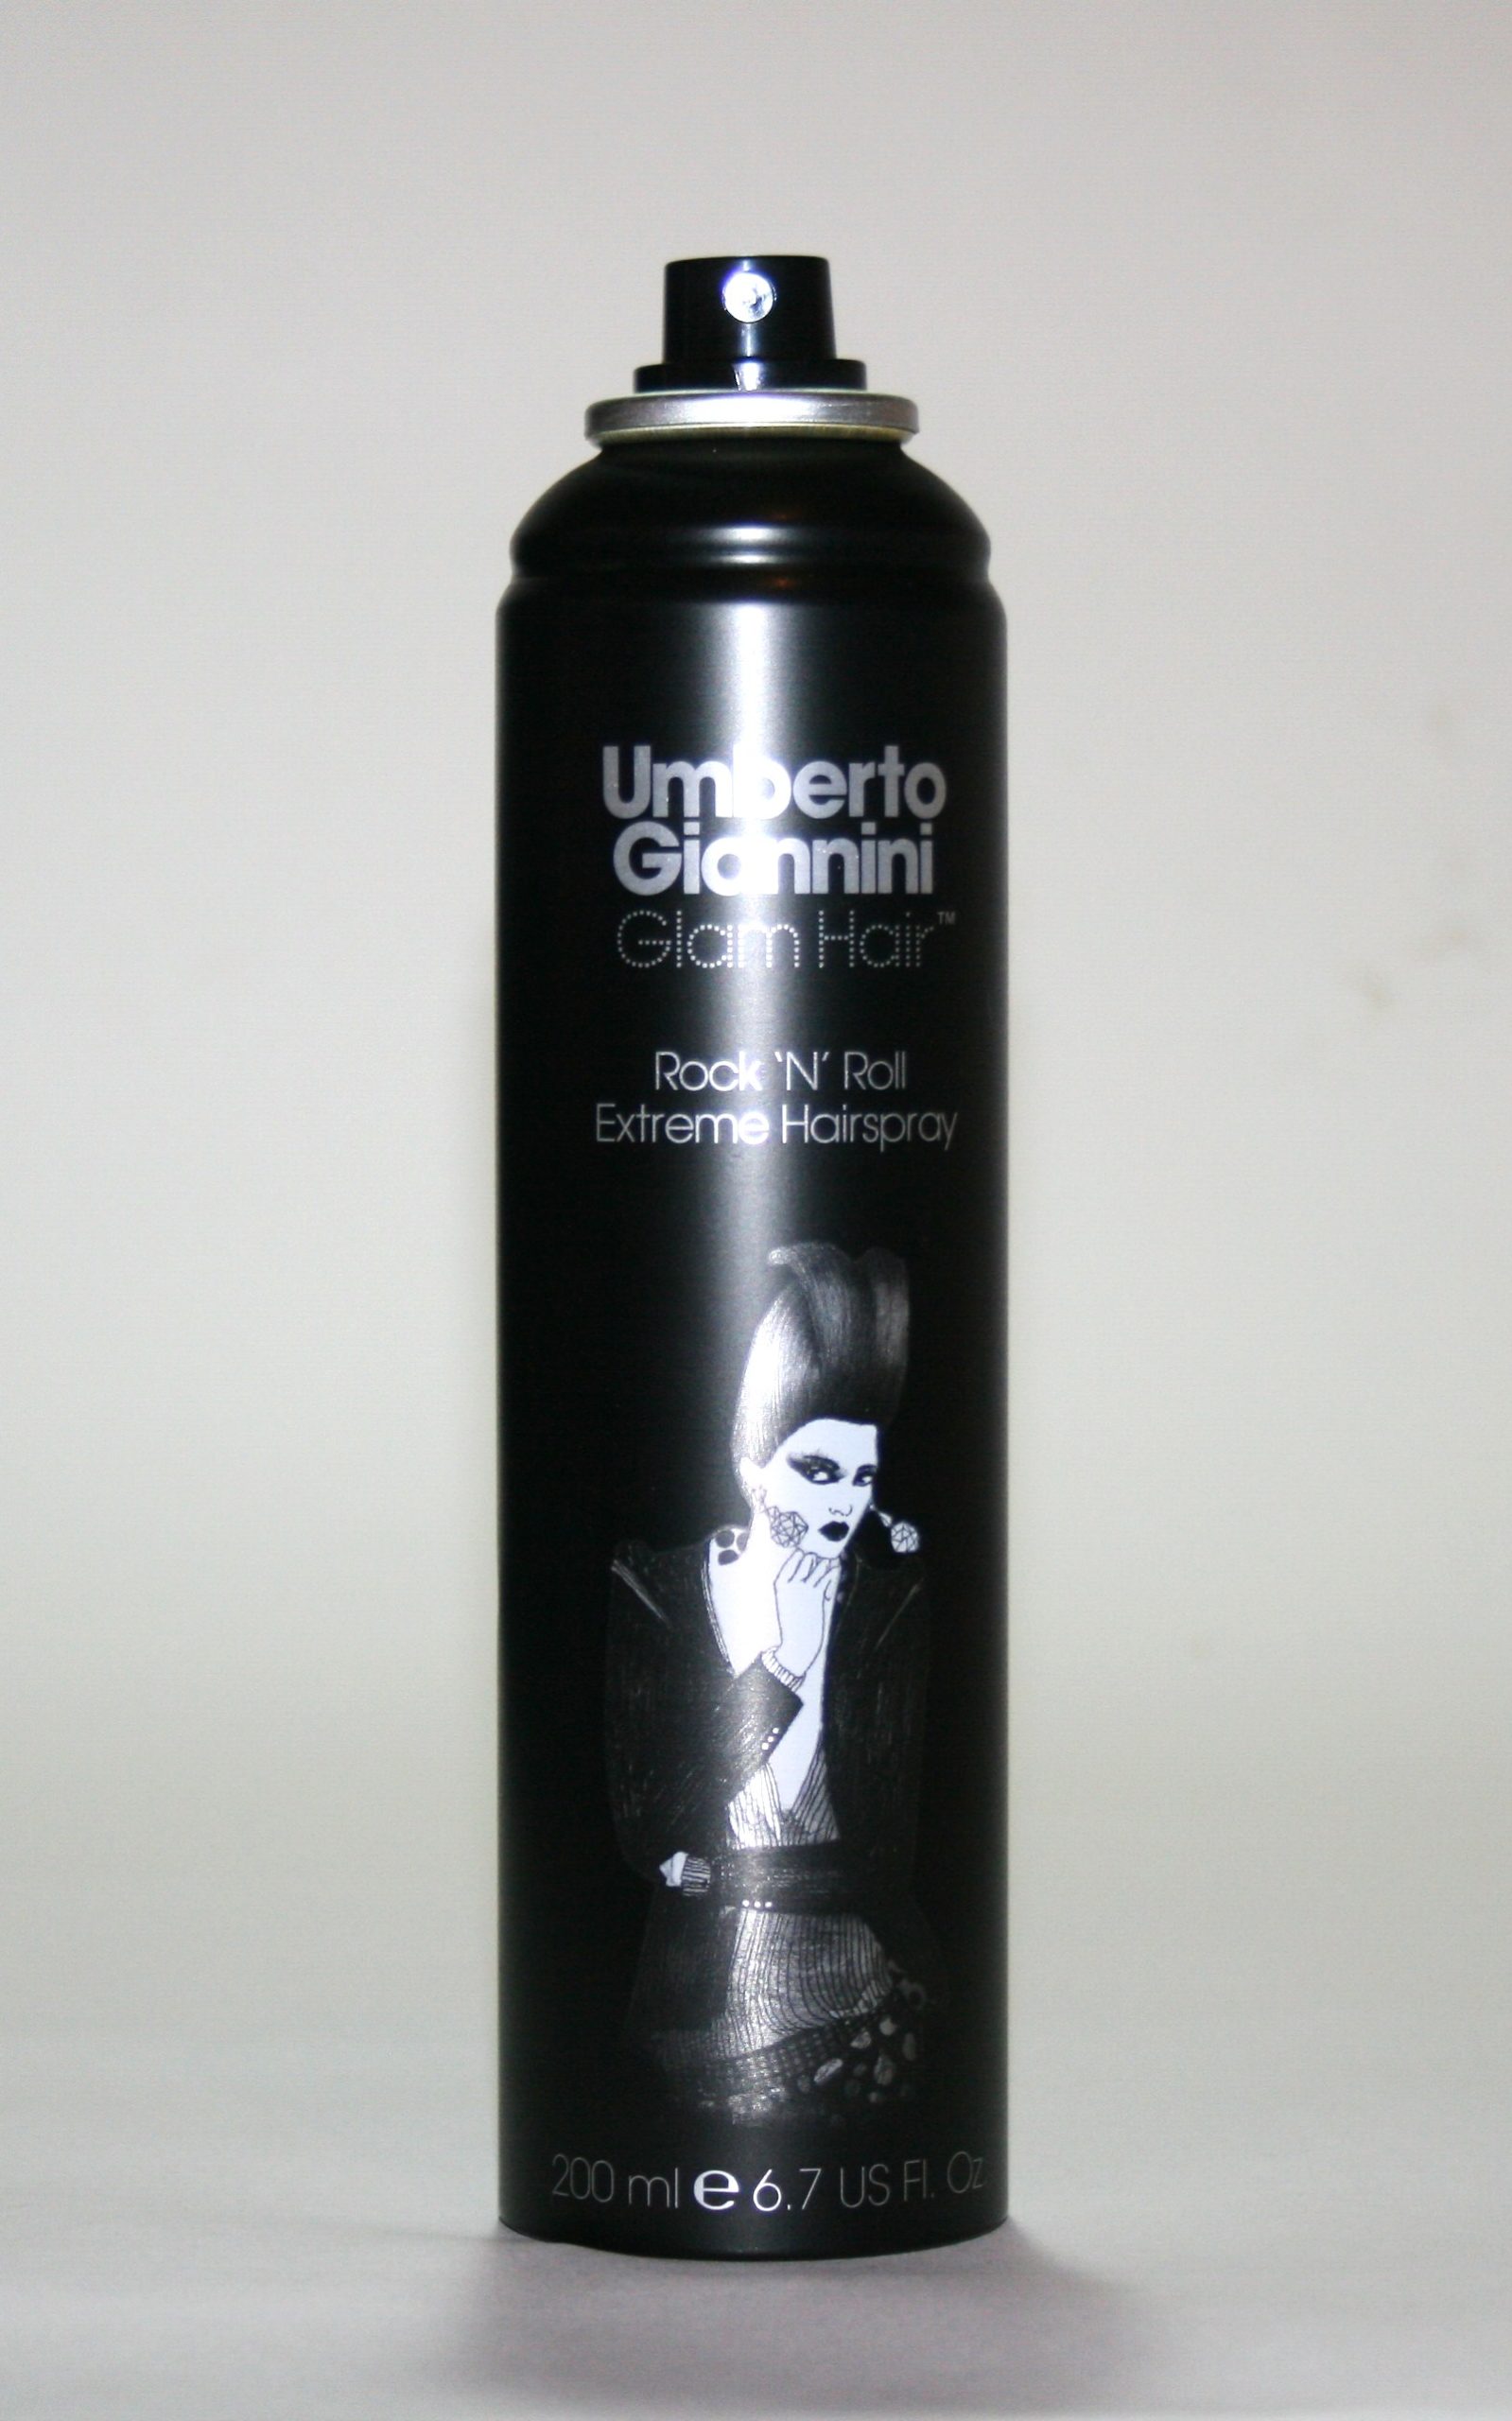 Umberto
Giannini
Glam Hair™
Rock 'N' Roll
Extreme Hairspray
200 ml e 6.7 US Fl. Oz